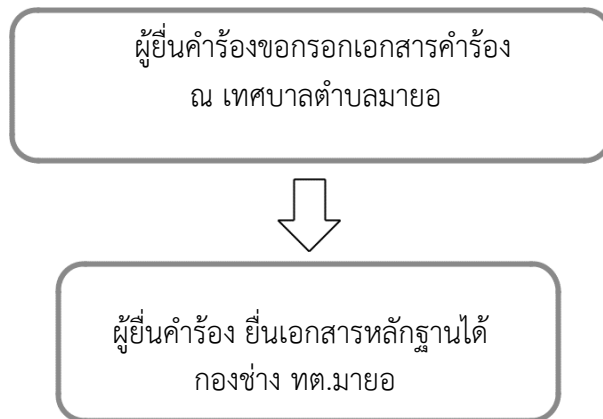 ผู้ยื่นคำร้องขอกรอกเอกสารคำร้อง
ณ เทศบาลตำบลมายอ
ผู้ยื่นคำร้อง ยื่นเอกสารหลักฐานได้
กองช่าง ทต.มายอ